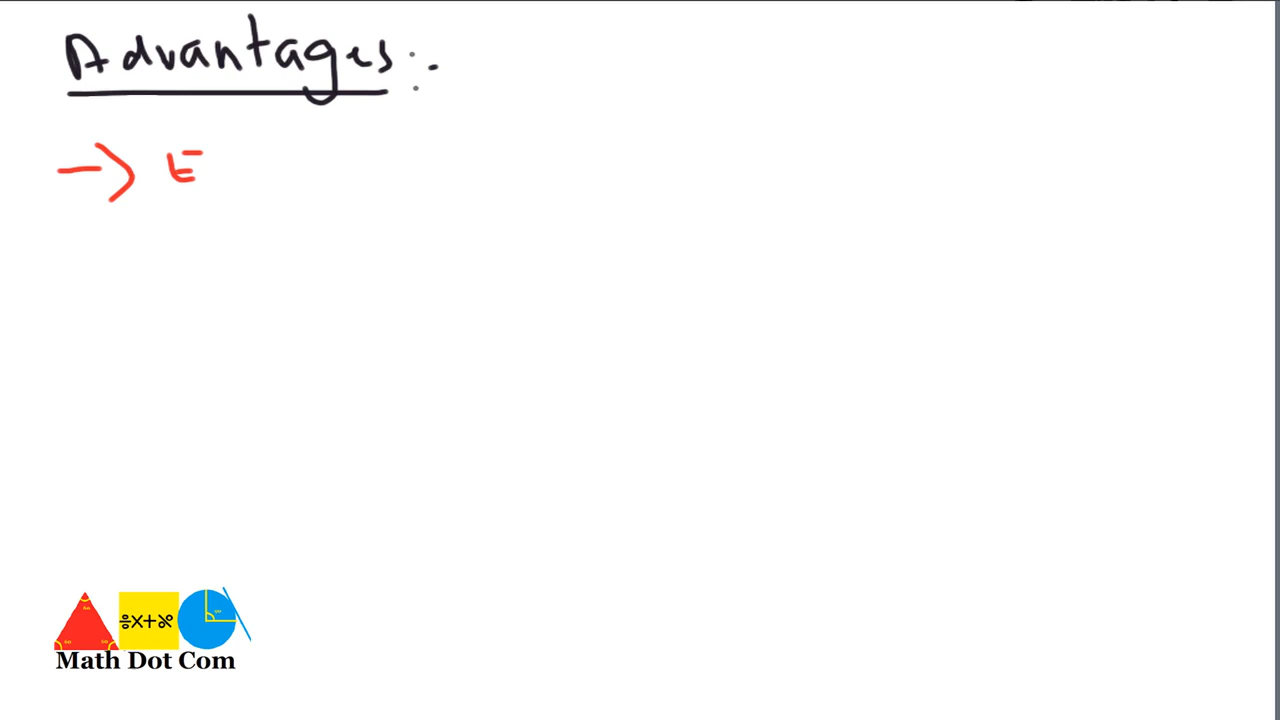 Advantages :-
→ E
÷x+%
Math Dot Com